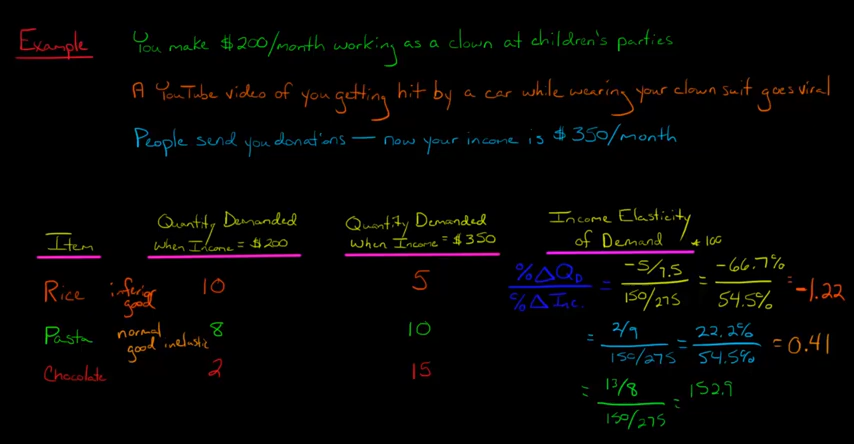 Example You make $200/month working as a clown at children's parties
A YouTube video of you getting hit by a car while wearing your clown suit goes viral
People send you donations — now your income is $350/month
Item Quantity Demanded when Income = $200 Quantity Demanded when Income = $350 Income Elasticity of Demand * 100
Rice inferior good 10 5 %ΔQD / %ΔInc. = -5/7.5 / 150/275 = -66.7% / 54.5% = -1.22
Pasta normal good inelastic 8 10 = 2/9 / 150/275 = 22.2% / 54.5% = 0.41
Chocolate 2 15 = 13/8 / 150/275 = 152.9